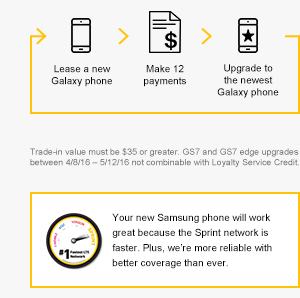 Lease a new
Galaxy phone
$
Make 12
payments
Upgrade to
the newest
Galaxy phone
Trade-in value must be $35 or greater. GS7 and GS7 edge upgrades
between 4/8/16 – 5/12/16 not combinable with Loyalty Service Credit.
#1 Fastest LTE
Network
Your new Samsung phone will work
great because the Sprint network is
faster. Plus, we're more reliable with
better coverage than ever.